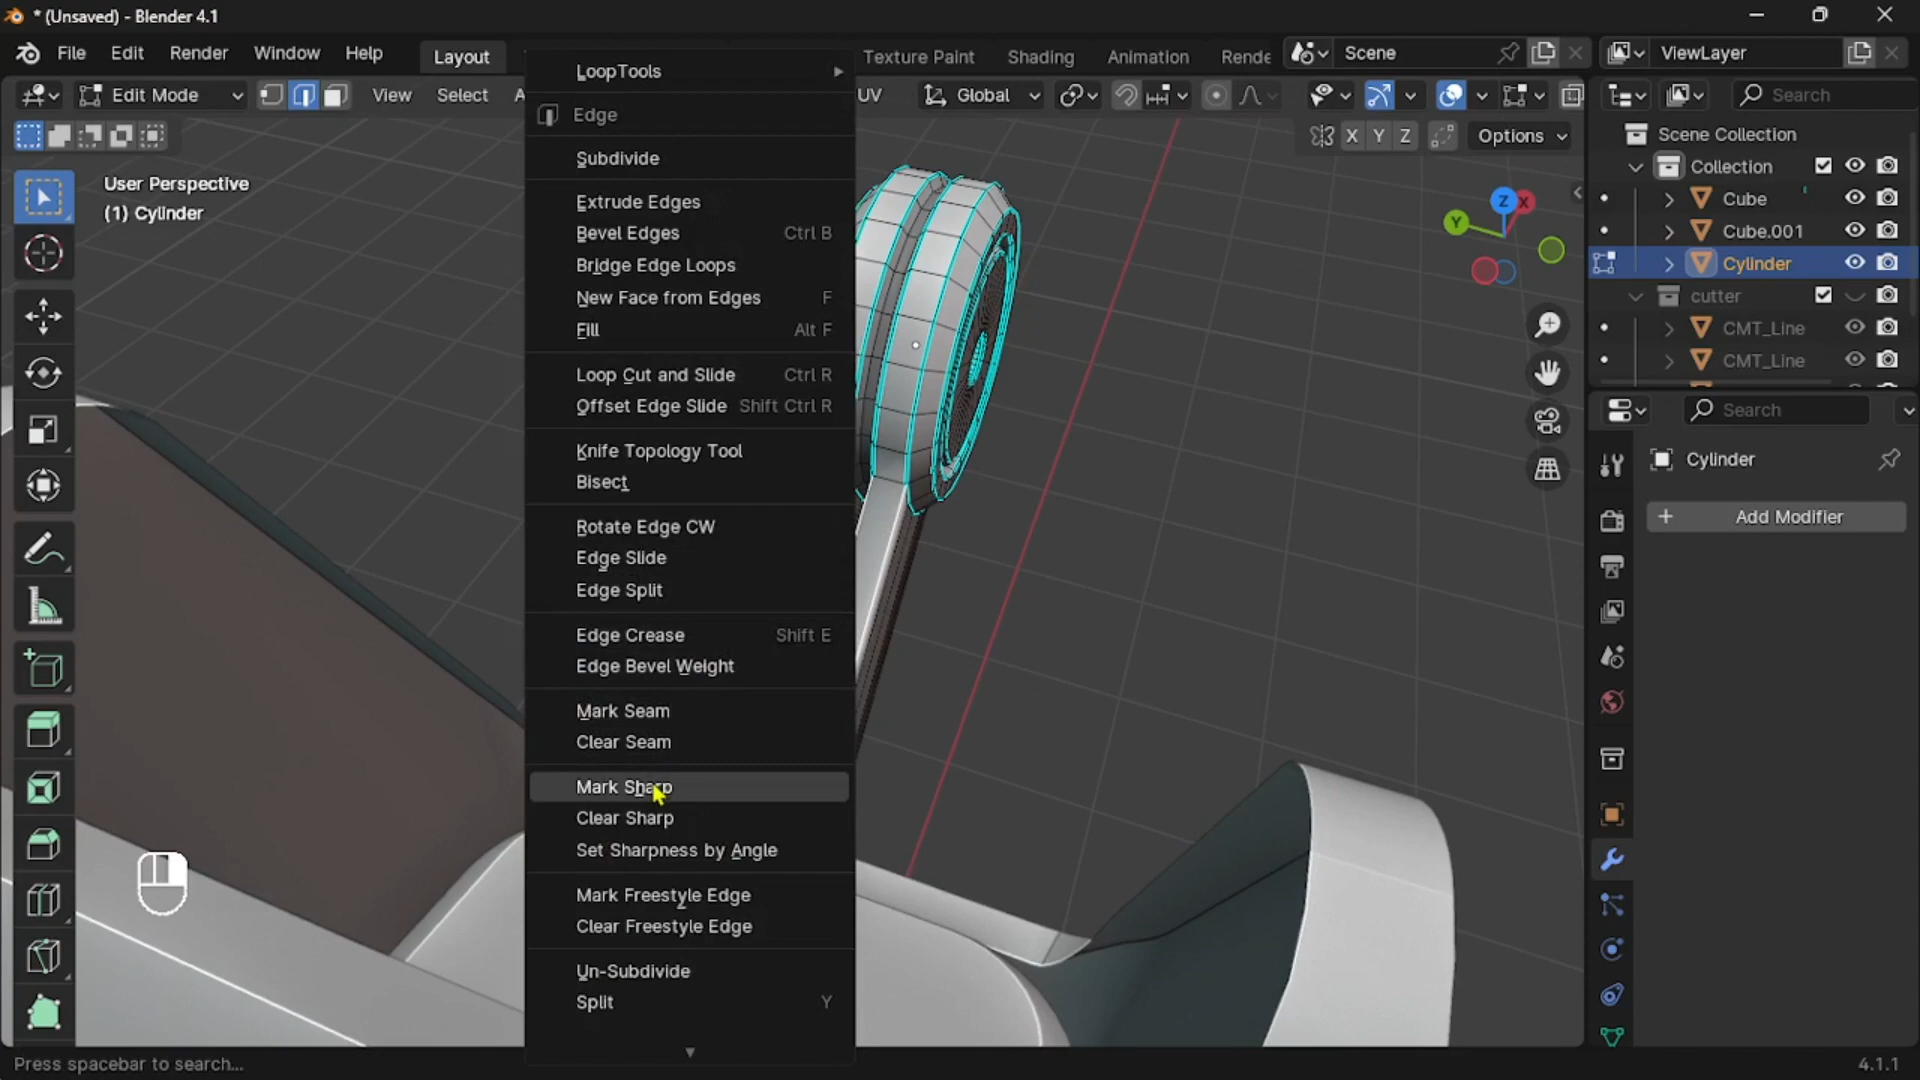 * (Unsaved) - Blender 4.1
File Edit Render Window Help Layout Texture Paint Shading Animation Rende Scene ViewLayer
Edit Mode View Select A UV Global Search
X Y Z Options
User Perspective
(1) Cylinder
LoopTools
Edge
Subdivide
Extrude Edges
Bevel Edges Ctrl B
Bridge Edge Loops
New Face from Edges F
Fill Alt F
Loop Cut and Slide Ctrl R
Offset Edge Slide Shift Ctrl R
Knife Topology Tool
Bisect
Rotate Edge CW
Edge Slide
Edge Split
Edge Crease Shift E
Edge Bevel Weight
Mark Seam
Clear Seam
Mark Sharp
Clear Sharp
Set Sharpness by Angle
Mark Freestyle Edge
Clear Freestyle Edge
Un-Subdivide
Split Y
Z X
Y
Scene Collection
Collection
Cube
Cube.001
Cylinder
cutter
CMT_Line
CMT_Line
Search
Cylinder
Add Modifier
Press spacebar to search...
4.1.1